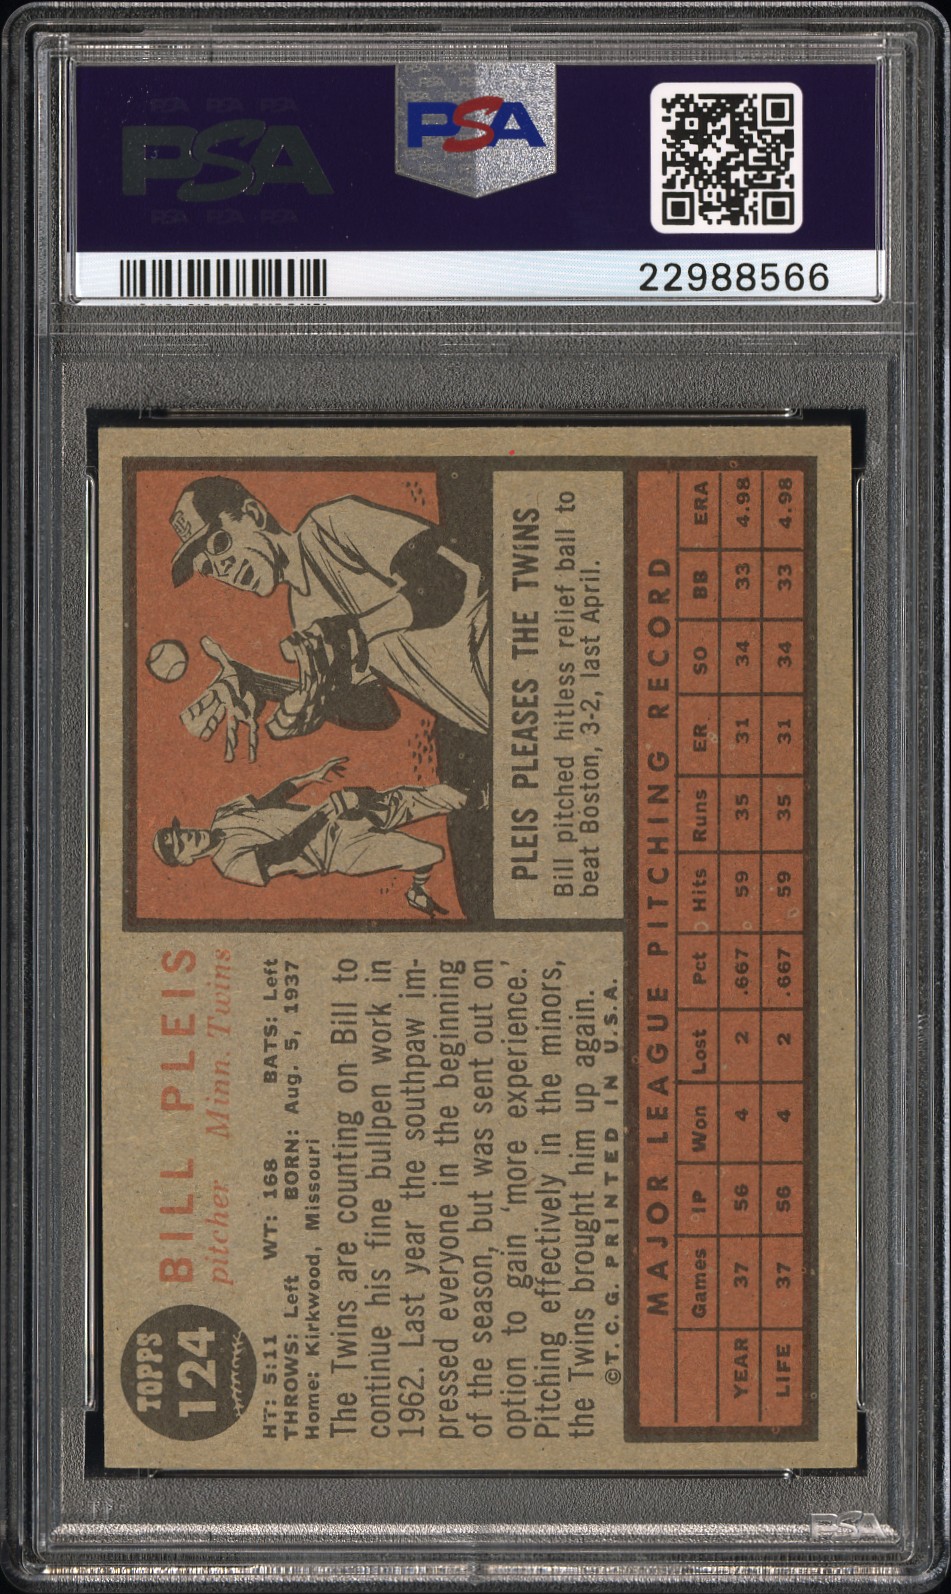 PSA
PSA
22988566
TOPPS
124
BILL PLEIS
pitcher Minn. Twins
HT: 5:11 WT: 168 BATS: Left
THROWS: Left BORN: Aug. 5, 1937
Home: Kirkwood, Missouri
The Twins are counting on Bill to
continue his fine bullpen work in
1962. Last year the southpaw im-
pressed everyone in the beginning
of the season, but was sent out on
option to gain 'more experience.'
Pitching effectively in the minors,
the Twins brought him up again.
©T. C. G. PRINTED IN U.S.A.
PLEIS PLEASES THE TWINS
Bill pitched hitless relief ball to
beat Boston, 3-2, last April.
MAJOR LEAGUE PITCHING RECORD
Games IP Won Lost Pct Hits Runs ER SO BB ERA
YEAR 37 56 4 2 .667 59 35 31 34 33 4.98
LIFE 37 56 4 2 .667 59 35 31 34 33 4.98
PSA